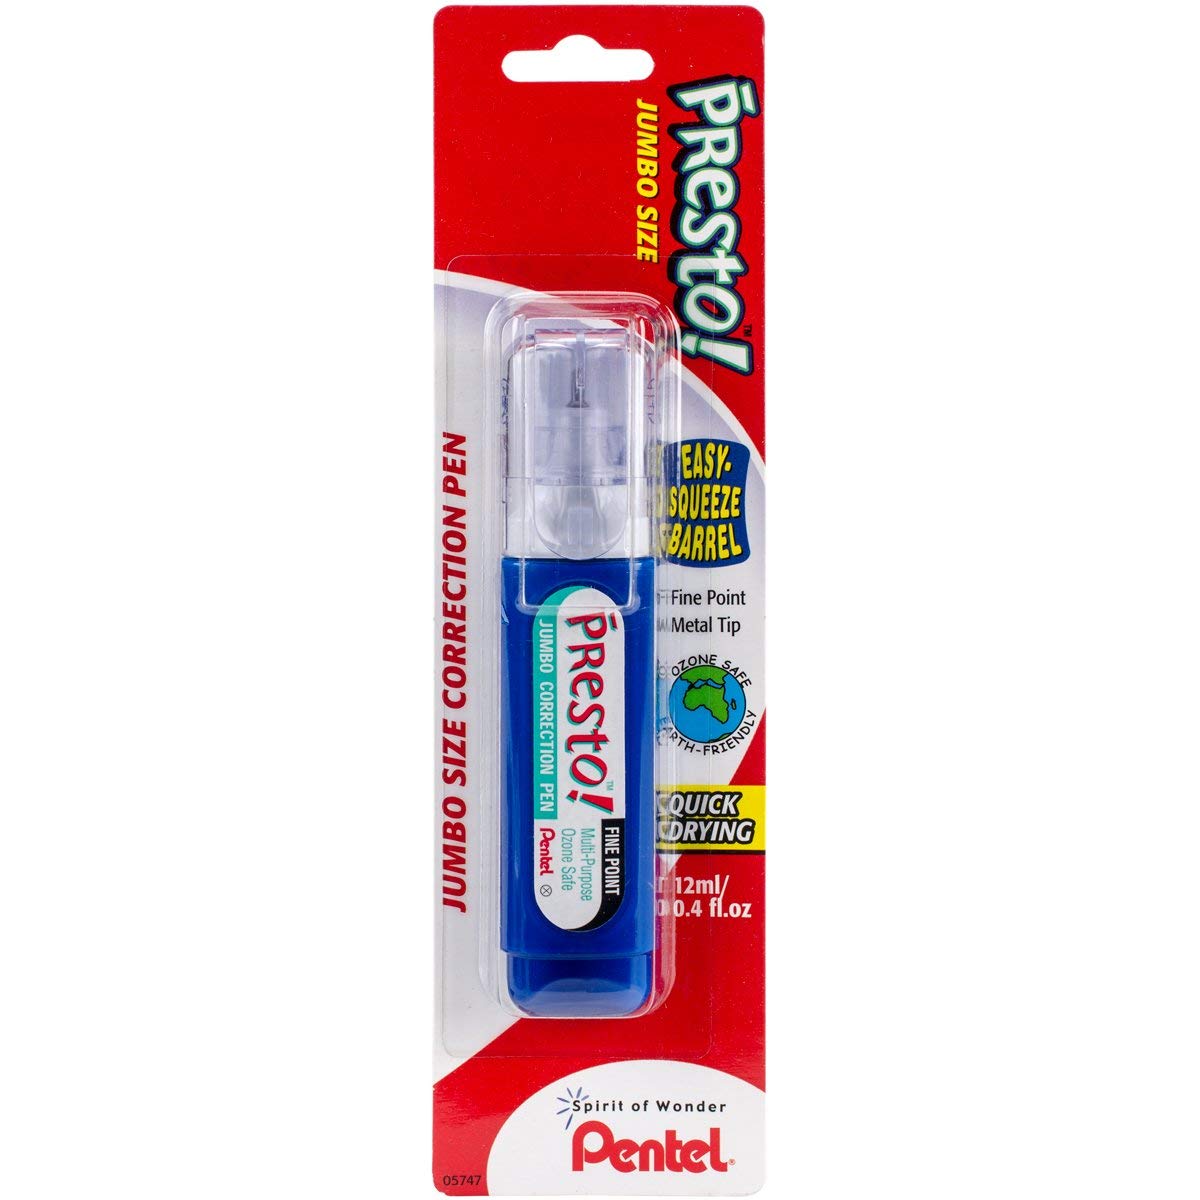 PResto!™
JUMBO SIZE
JUMBO SIZE CORRECTION PEN
EASY-
SQUEEZE
BARREL
Fine Point
Metal Tip
OZONE SAFE
EARTH-FRIENDLY
QUICK
DRYING
12ml/
0.4 fl.oz
PResto!™
JUMBO CORRECTION PEN
FINE POINT
Multi-Purpose
Ozone Safe
Pentel
Spirit of Wonder
Pentel®
05747